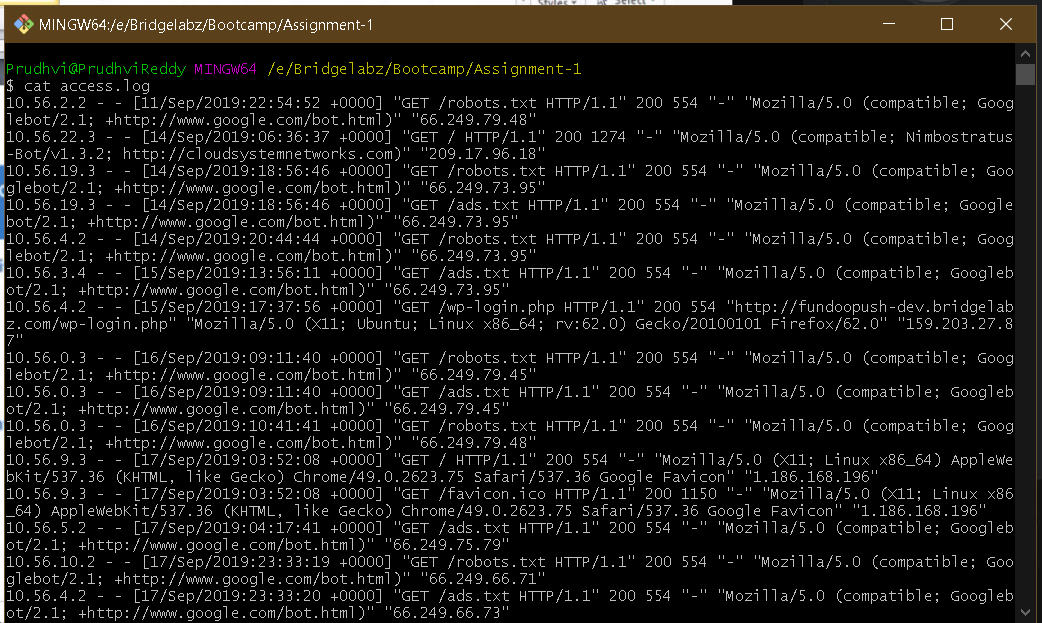 MINGW64:/e/Bridgelabz/Bootcamp/Assignment-1
Prudhvi@PrudhviReddy MINGW64 /e/Bridgelabz/Bootcamp/Assignment-1
$ cat access.log
10.56.2.2 - - [11/Sep/2019:22:54:52 +0000] "GET /robots.txt HTTP/1.1" 200 554 "-" "Mozilla/5.0 (compatible; Goog
lebot/2.1; +http://www.google.com/bot.html)" "66.249.79.48"
10.56.22.3 - - [14/Sep/2019:06:36:37 +0000] "GET / HTTP/1.1" 200 1274 "-" "Mozilla/5.0 (compatible; Nimbostratus
-Bot/v1.3.2; http://cloudsystemnetworks.com)" "209.17.96.18"
10.56.19.3 - - [14/Sep/2019:18:56:46 +0000] "GET /robots.txt HTTP/1.1" 200 554 "-" "Mozilla/5.0 (compatible; Goo
glebot/2.1; +http://www.google.com/bot.html)" "66.249.73.95"
10.56.19.3 - - [14/Sep/2019:18:56:46 +0000] "GET /ads.txt HTTP/1.1" 200 554 "-" "Mozilla/5.0 (compatible; Google
bot/2.1; +http://www.google.com/bot.html)" "66.249.73.95"
10.56.4.2 - - [14/Sep/2019:20:44:44 +0000] "GET /robots.txt HTTP/1.1" 200 554 "-" "Mozilla/5.0 (compatible; Goog
lebot/2.1; +http://www.google.com/bot.html)" "66.249.73.95"
10.56.3.4 - - [15/Sep/2019:13:56:11 +0000] "GET /ads.txt HTTP/1.1" 200 554 "-" "Mozilla/5.0 (compatible; Googleb
ot/2.1; +http://www.google.com/bot.html)" "66.249.73.95"
10.56.4.2 - - [15/Sep/2019:17:37:56 +0000] "GET /wp-login.php HTTP/1.1" 200 554 "http://fundoopush-dev.bridgelab
z.com/wp-login.php" "Mozilla/5.0 (X11; Ubuntu; Linux x86_64; rv:62.0) Gecko/20100101 Firefox/62.0" "159.203.27.8
7"
10.56.0.3 - - [16/Sep/2019:09:11:40 +0000] "GET /robots.txt HTTP/1.1" 200 554 "-" "Mozilla/5.0 (compatible; Goog
lebot/2.1; +http://www.google.com/bot.html)" "66.249.79.45"
10.56.0.3 - - [16/Sep/2019:09:11:40 +0000] "GET /ads.txt HTTP/1.1" 200 554 "-" "Mozilla/5.0 (compatible; Googleb
ot/2.1; +http://www.google.com/bot.html)" "66.249.79.45"
10.56.0.3 - - [16/Sep/2019:10:41:41 +0000] "GET /robots.txt HTTP/1.1" 200 554 "-" "Mozilla/5.0 (compatible; Goog
lebot/2.1; +http://www.google.com/bot.html)" "66.249.79.48"
10.56.9.3 - - [17/Sep/2019:03:52:08 +0000] "GET / HTTP/1.1" 200 554 "-" "Mozilla/5.0 (X11; Linux x86_64) AppleWe
bKit/537.36 (KHTML, like Gecko) Chrome/49.0.2623.75 Safari/537.36 Google Favicon" "1.186.168.196"
10.56.9.3 - - [17/Sep/2019:03:52:08 +0000] "GET /favicon.ico HTTP/1.1" 200 1150 "-" "Mozilla/5.0 (X11; Linux x86
_64) AppleWebKit/537.36 (KHTML, like Gecko) Chrome/49.0.2623.75 Safari/537.36 Google Favicon" "1.186.168.196"
10.56.5.2 - - [17/Sep/2019:04:17:41 +0000] "GET /ads.txt HTTP/1.1" 200 554 "-" "Mozilla/5.0 (compatible; Googleb
ot/2.1; +http://www.google.com/bot.html)" "66.249.75.79"
10.56.10.2 - - [17/Sep/2019:23:33:19 +0000] "GET /robots.txt HTTP/1.1" 200 554 "-" "Mozilla/5.0 (compatible; Goo
glebot/2.1; +http://www.google.com/bot.html)" "66.249.66.71"
10.56.4.2 - - [17/Sep/2019:23:33:20 +0000] "GET /ads.txt HTTP/1.1" 200 554 "-" "Mozilla/5.0 (compatible; Googleb
ot/2.1; +http://www.google.com/bot.html)" "66.249.66.73"